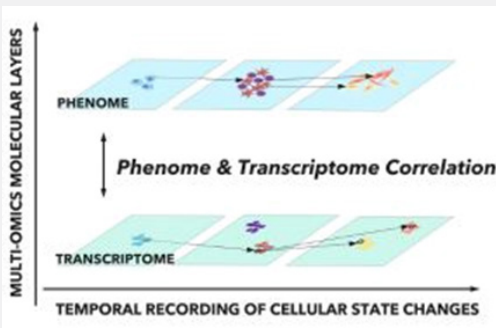 MULTI-OMICS MOLECULAR LAYERS
PHENOME
Phenome & Transcriptome Correlation
TRANSCRIPTOME
TEMPORAL RECORDING OF CELLULAR STATE CHANGES